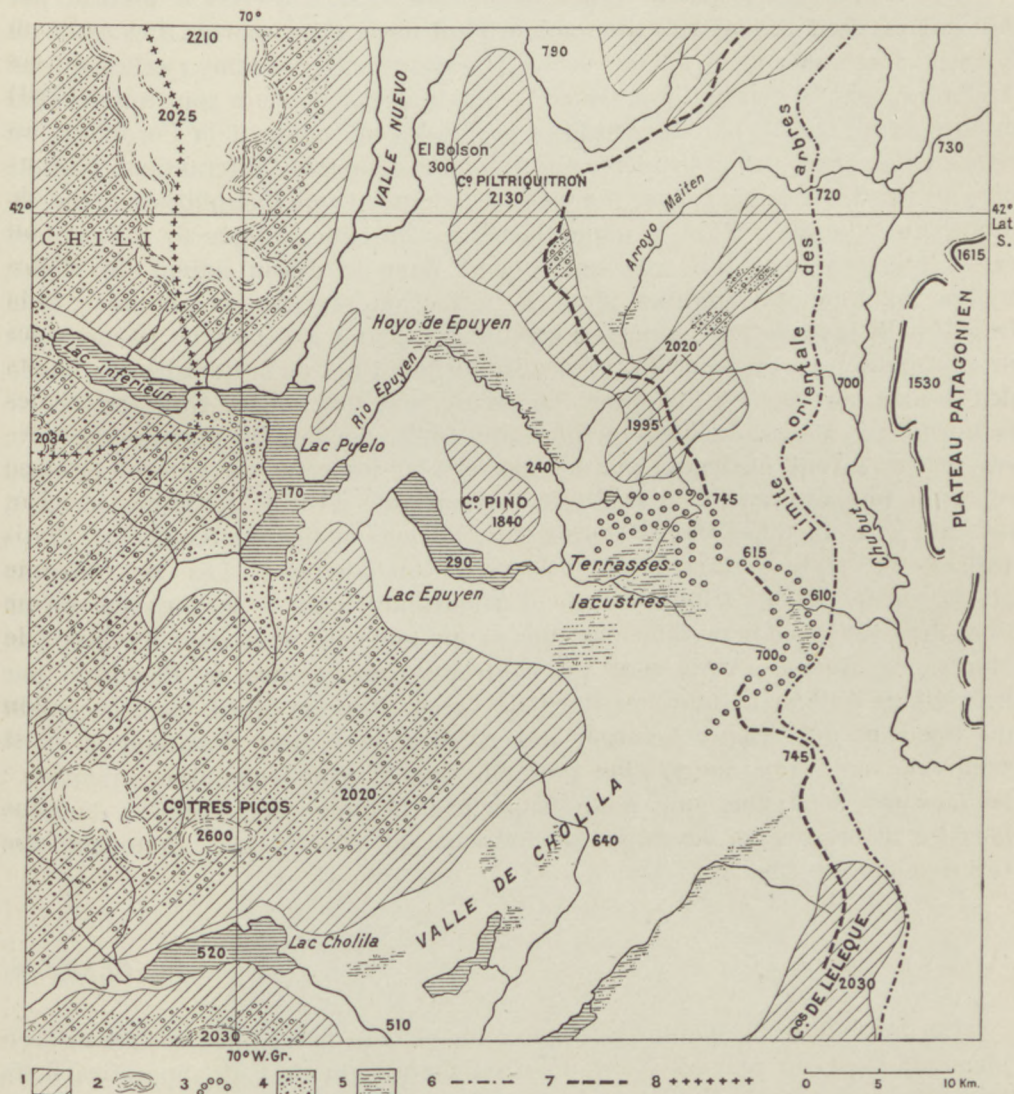 70°
2210
790
2025
VALLE NUEVO
El Bolson
300
730
Cº PILTRIQUITRON
2130
Arroyo Maiten
720
42°
42°
Lat
S.
CHILI
1615
Limite orientale des arbres
PLATEAU PATAGONIEN
Hoyo de Epuyen
Rio Epuyen
2020
700
1530
Lac Inférieur
2034
1995
Lac Puelo
240
Chubut
170
Cº PINO
1840
745
290
Terrasses
lacustres
615
610
Lac Epuyen
700
745
2020
Cº TRES PICOS
2600
640
VALLE DE CHOLILA
Lac Cholila
520
Cºs DE LELEQUE
2030
510
2030
70° W.Gr.
1 2 3 4 5 6 7 8 0 5 10 Km.